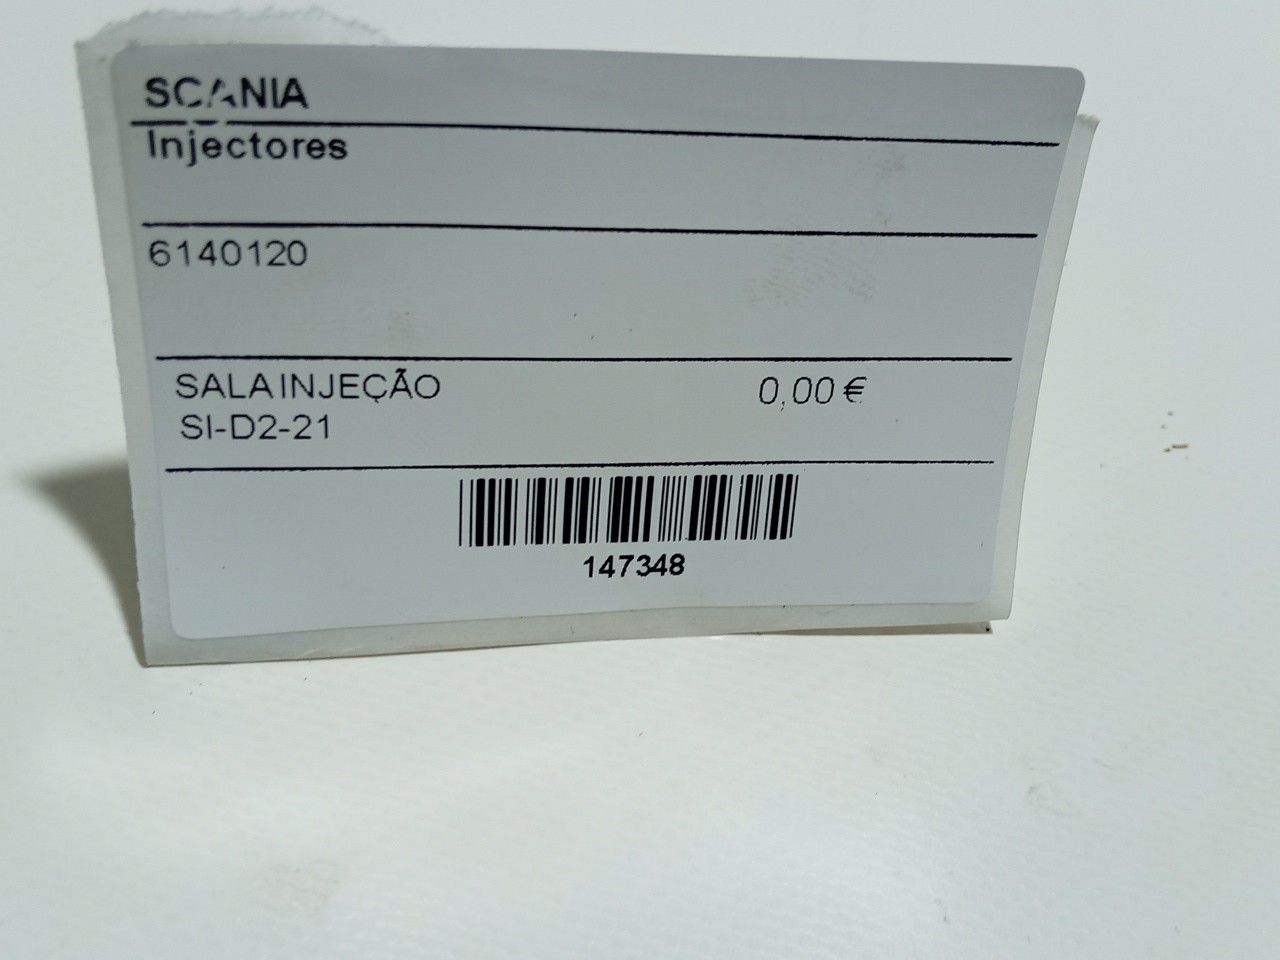 SCANIA
Injectores
6140120
SALA INJEÇÃO 0,00 €
SI-D2-21
147348